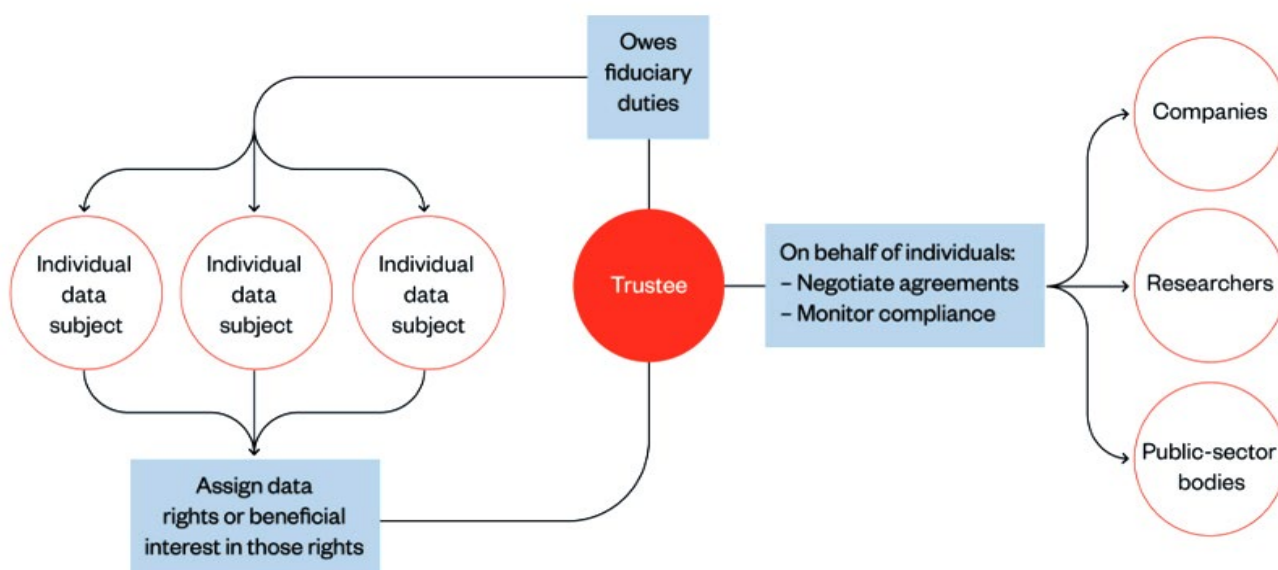 Owes
fiduciary
duties
Companies
Individual
data
subject
Individual
data
subject
Individual
data
subject
Trustee
On behalf of individuals:
– Negotiate agreements
– Monitor compliance
Researchers
Assign data
rights or beneficial
interest in those rights
Public-sector
bodies